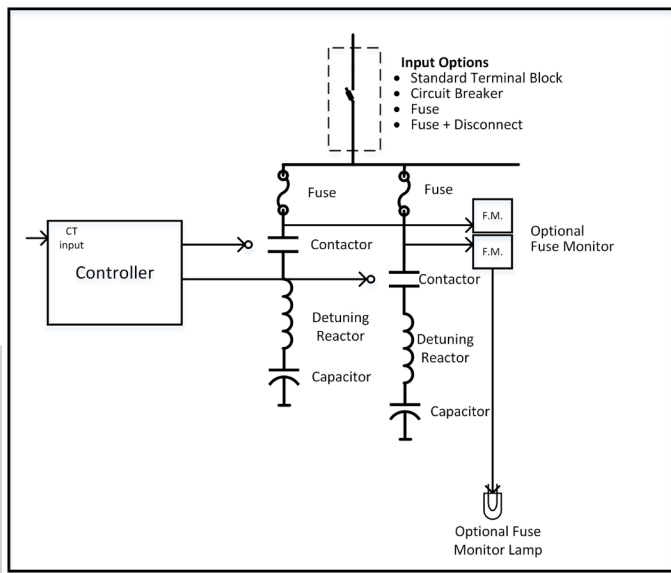 Input Options
• Standard Terminal Block
• Circuit Breaker
• Fuse
• Fuse + Disconnect
Fuse
Fuse
F.M.
F.M.
Optional
Fuse Monitor
CT
input
Controller
Contactor
Contactor
Detuning
Reactor
Detuning
Reactor
Capacitor
Capacitor
Optional Fuse
Monitor Lamp